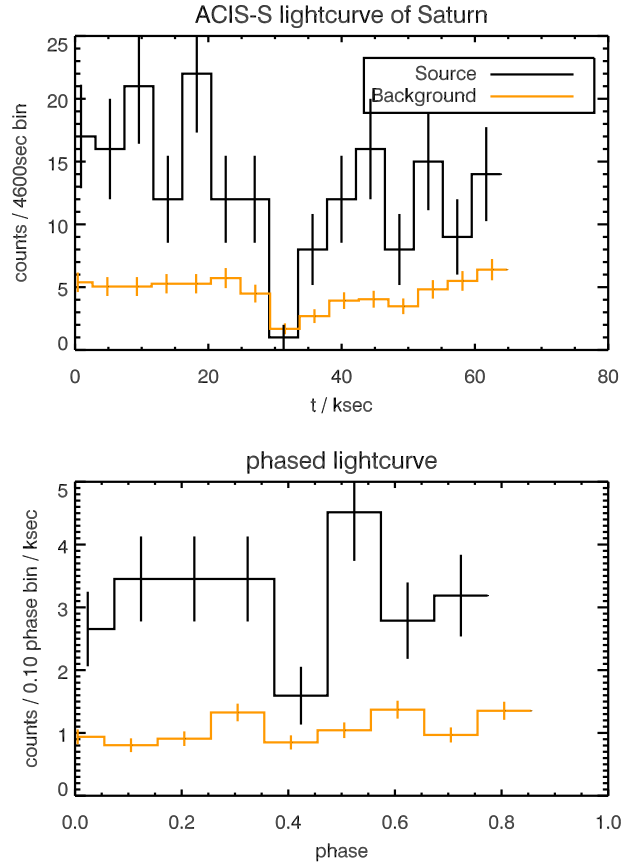 ACIS-S lightcurve of Saturn
25
20
15
10
5
0
counts / 4600sec bin
Source
Background
0 20 40 60 80
t / ksec
phased lightcurve
5
4
3
2
1
0
counts / 0.10 phase bin / ksec
0.0 0.2 0.4 0.6 0.8 1.0
phase